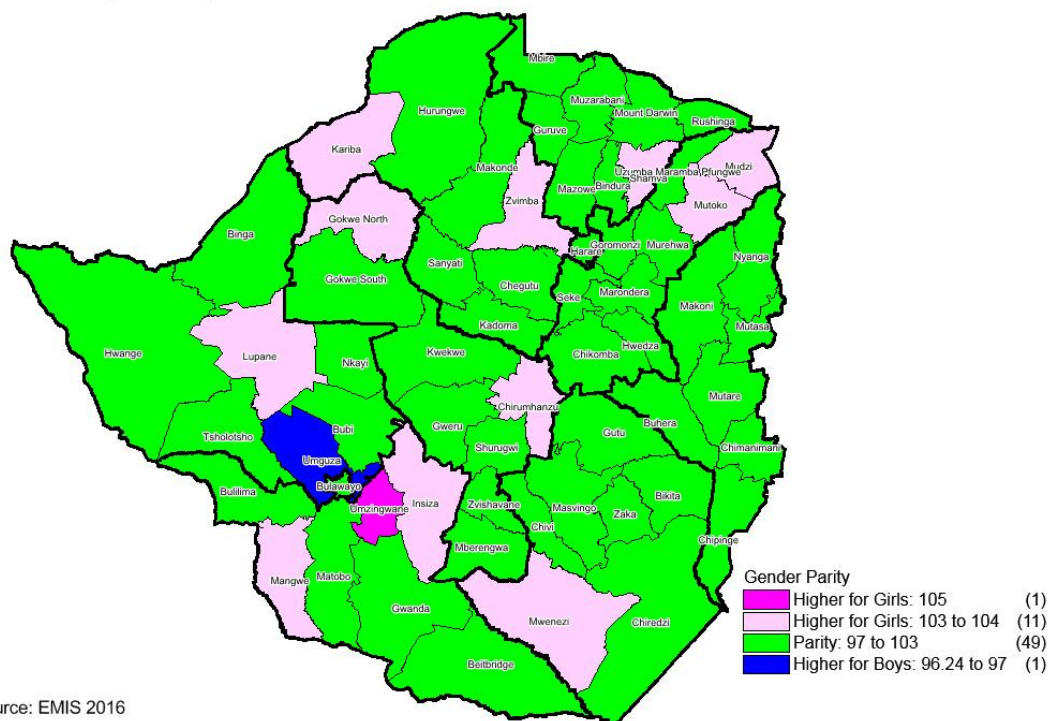 Mbire
Hurungwe
Muzarabani
Mount Darwin
Rushinga
Guruve
Kariba
Makonde
Uzumba Maramba Pfungwe
Mudzi
Shamva
Mazowe
Bindura
Zvimba
Mutoko
Gokwe North
Binga
Harare
Goromonzi
Murehwa
Nyanga
Sanyati
Gokwe South
Chegutu
Seke
Marondera
Makoni
Kadoma
Mutasa
Hwange
Lupane
Nkayi
Kwekwe
Chikomba
Hwedza
Mutare
Chirumhanzu
Tsholotsho
Bubi
Gweru
Shurugwi
Gutu
Buhera
Chimanimani
Umguza
Bulilima
Bulawayo
Umzingwane
Insiza
Zvishavane
Masvingo
Zaka
Bikita
Chivi
Chipinge
Mberengwa
Mangwe
Matobo
Gwanda
Mwenezi
Chiredzi
Beitbridge
Gender Parity
Higher for Girls: 105 (1)
Higher for Girls: 103 to 104 (11)
Parity: 97 to 103 (49)
Higher for Boys: 96.24 to 97 (1)
urce: EMIS 2016